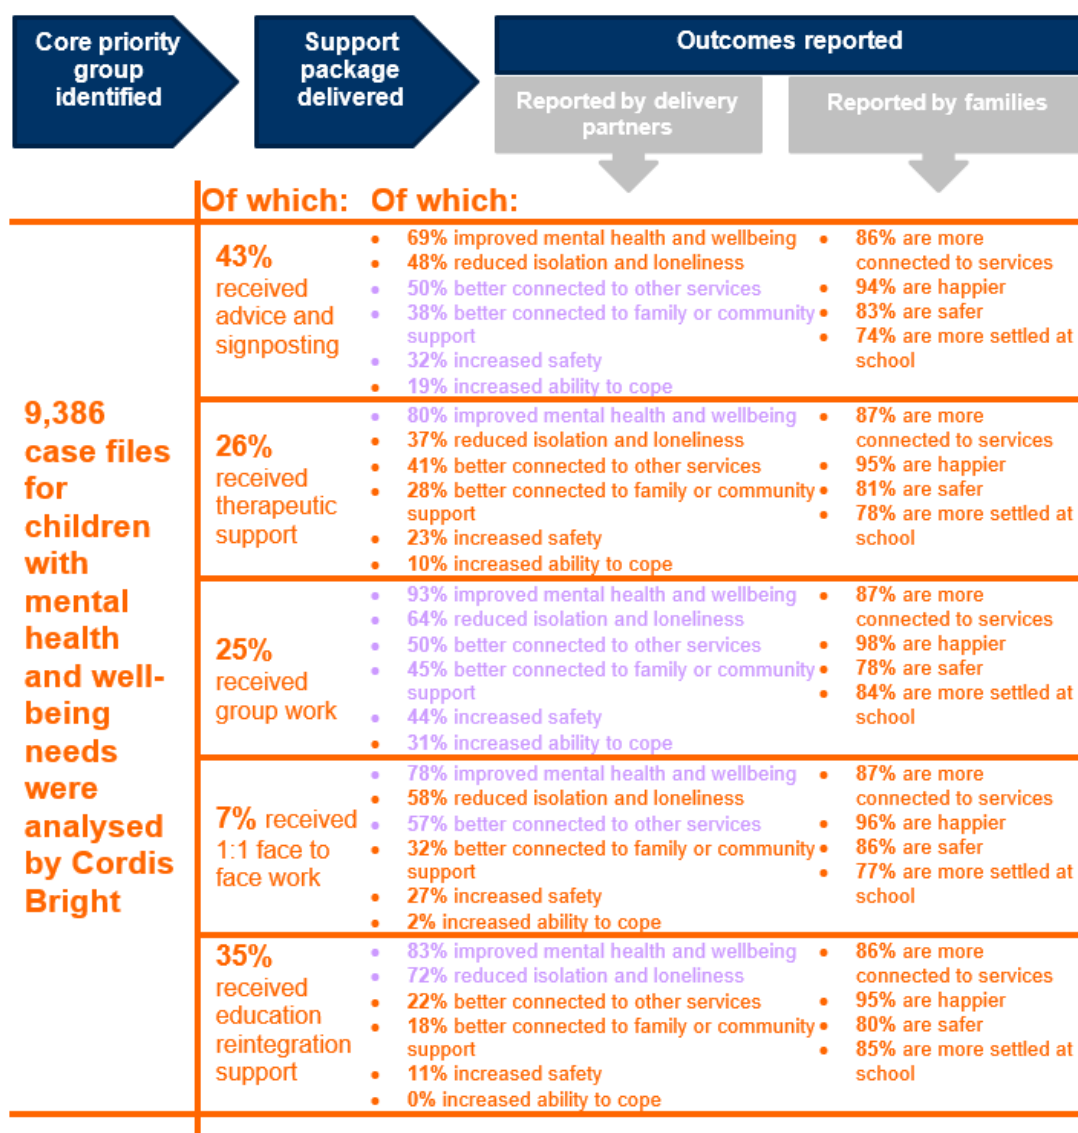 Core priority
group
identified
Support
package
delivered
Outcomes reported
Reported by delivery
partners
Reported by families
Of which:
Of which:
9,386
case files
for
children
with
mental
health
and well-
being
needs
were
analysed
by Cordis
Bright
43%
received
advice and
signposting
• 69% improved mental health and wellbeing
• 48% reduced isolation and loneliness
• 50% better connected to other services
• 38% better connected to family or community
support
• 32% increased safety
• 19% increased ability to cope
• 86% are more
connected to services
• 94% are happier
• 83% are safer
• 74% are more settled at
school
26%
received
therapeutic
support
• 80% improved mental health and wellbeing
• 37% reduced isolation and loneliness
• 41% better connected to other services
• 28% better connected to family or community
support
• 23% increased safety
• 10% increased ability to cope
• 87% are more
connected to services
• 95% are happier
• 81% are safer
• 78% are more settled at
school
25%
received
group work
• 93% improved mental health and wellbeing
• 64% reduced isolation and loneliness
• 50% better connected to other services
• 45% better connected to family or community
support
• 44% increased safety
• 31% increased ability to cope
• 87% are more
connected to services
• 98% are happier
• 78% are safer
• 84% are more settled at
school
7% received
1:1 face to
face work
• 78% improved mental health and wellbeing
• 58% reduced isolation and loneliness
• 57% better connected to other services
• 32% better connected to family or community
support
• 27% increased safety
• 2% increased ability to cope
• 87% are more
connected to services
• 96% are happier
• 86% are safer
• 77% are more settled at
school
35%
received
education
reintegration
support
• 83% improved mental health and wellbeing
• 72% reduced isolation and loneliness
• 22% better connected to other services
• 18% better connected to family or community
support
• 11% increased safety
• 0% increased ability to cope
• 86% are more
connected to services
• 95% are happier
• 80% are safer
• 85% are more settled at
school